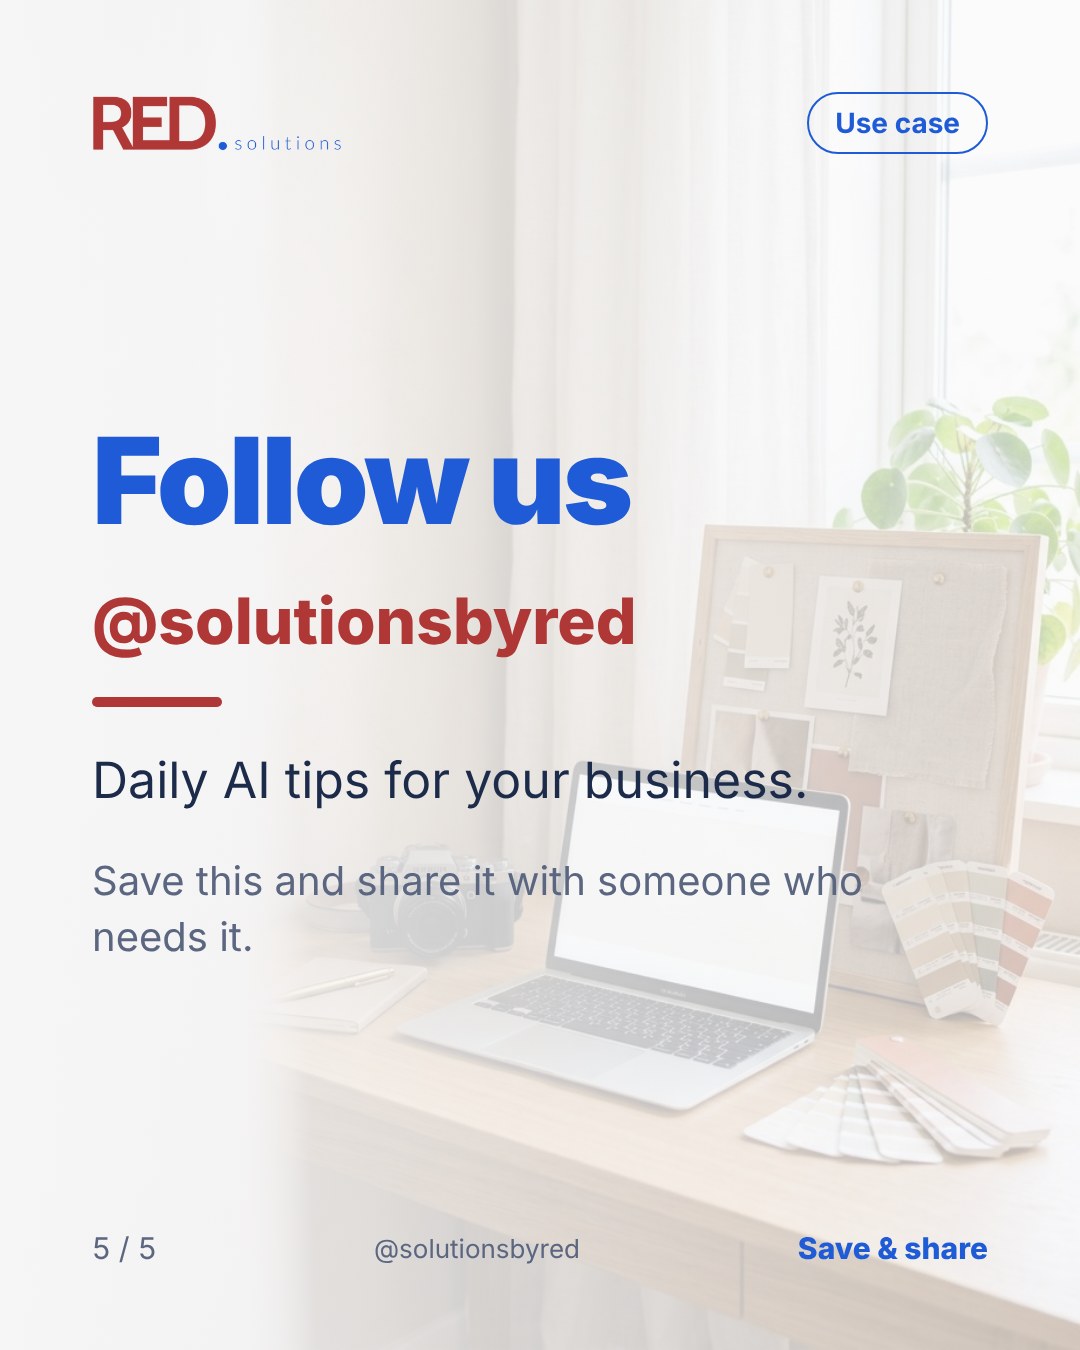 RED.solutions
Use case
Follow us
@solutionsbyred
Daily AI tips for your business.
Save this and share it with someone who
needs it.
5 / 5
@solutionsbyred
Save & share